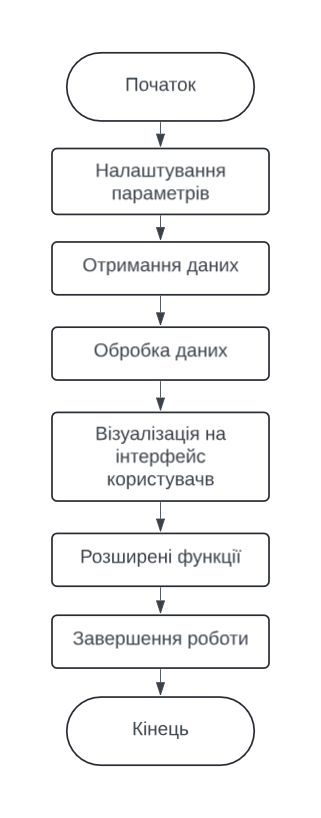 Початок
Налаштування
параметрів
Отримання даних
Обробка даних
Візуалізація на
інтерфейс
користувачв
Розширені функції
Завершення роботи
Кінець